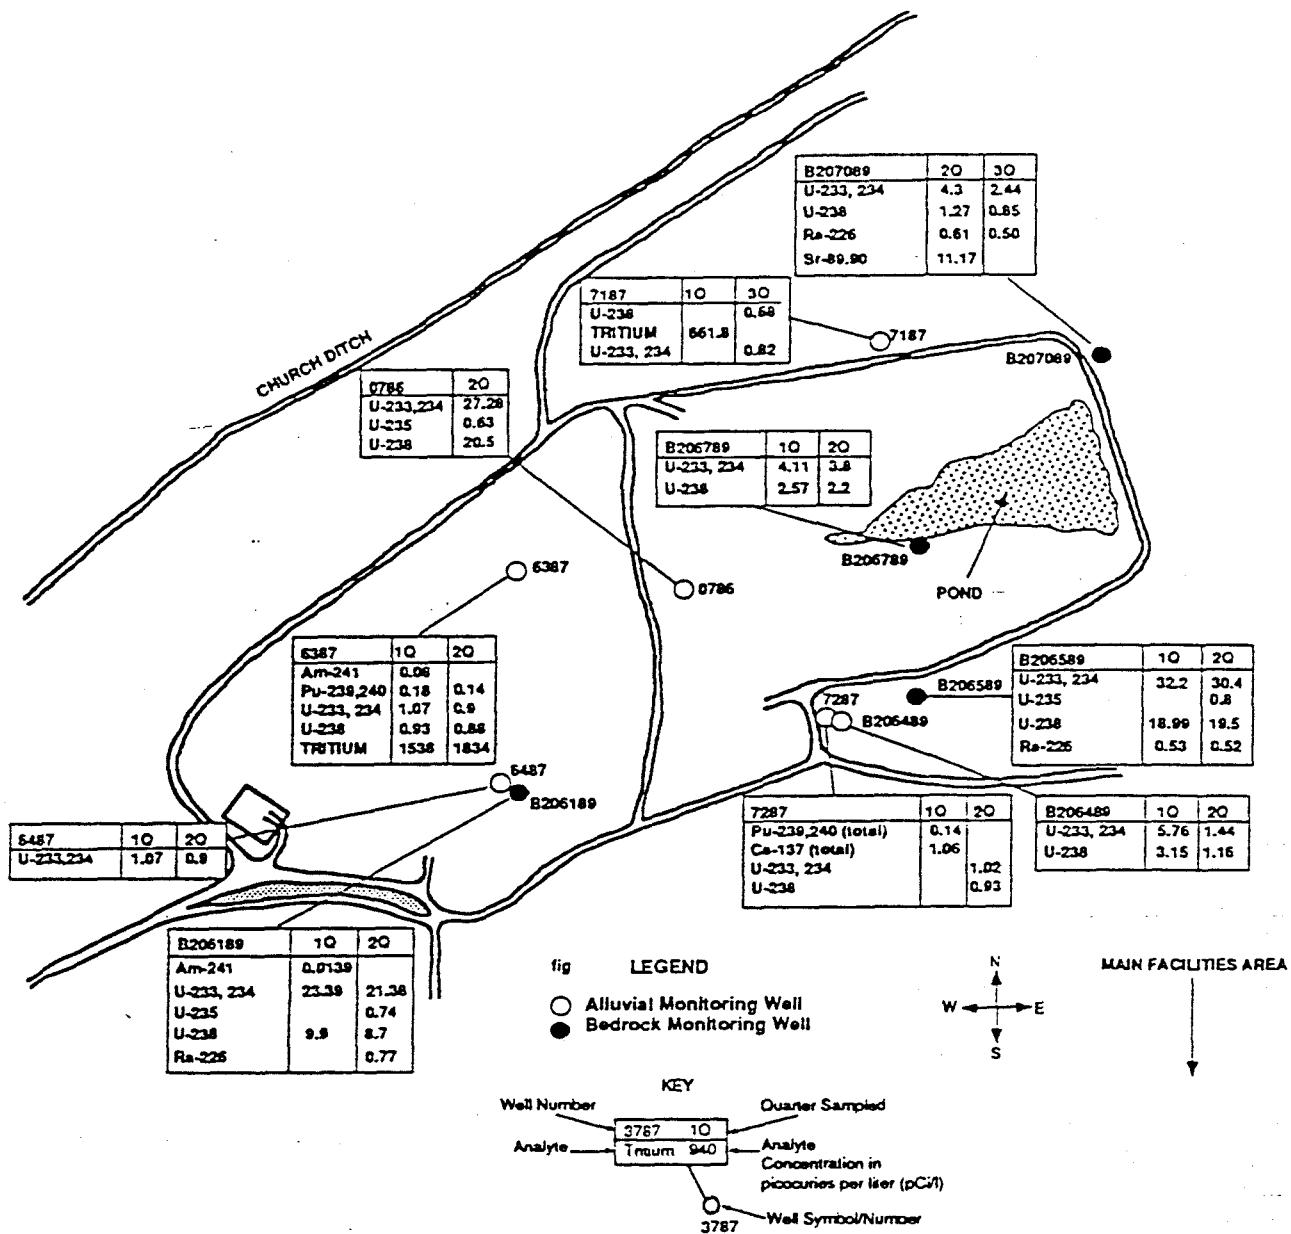 B207089 2Q 3Q
U-233, 234 4.3 2.44
U-238 1.27 0.85
Ra-226 0.61 0.50
Sr-89,90 11.17
7187 1Q 3Q
U-238 0.58
TRITIUM 661.8
U-233, 234 0.82
7187
B207089
CHURCH DITCH
0786 2Q
U-233,234 27.28
U-235 0.63
U-238 20.5
B206789 1Q 2Q
U-233, 234 4.11 3.8
U-238 2.57 2.2
B206789
POND
6387
0786
6387 1Q 2Q
Am-241 0.06
Pu-239,240 0.18 0.14
U-233, 234 1.07 0.9
U-238 0.93 0.88
TRITIUM 1538 1834
B206589 1Q 2Q
U-233, 234 32.2 30.4
U-235 0.8
U-238 18.99 19.5
Ra-226 0.53 0.52
B206589
7287
B206489
6487
B206189
6487 1Q 2Q
U-233,234 1.07 0.9
7287 1Q 2Q
Pu-239,240 (total) 0.14
Cs-137 (total) 1.06
U-233, 234 1.02
U-238 0.93
B206489 1Q 2Q
U-233, 234 5.76 1.44
U-238 3.15 1.16
B206189 1Q 2Q
Am-241 0.0139
U-233, 234 23.39 21.38
U-235 0.74
U-238 9.9 8.7
Ra-226 0.77
fig LEGEND
Alluvial Monitoring Well
Bedrock Monitoring Well
N
W E
S
MAIN FACILITIES AREA
KEY
Well Number
Quarter Sampled
3787 1Q
Analyte
Tritium 940
Analyte
Concentration in
picocuries per liter (pCi/l)
3787
Well Symbol/Number